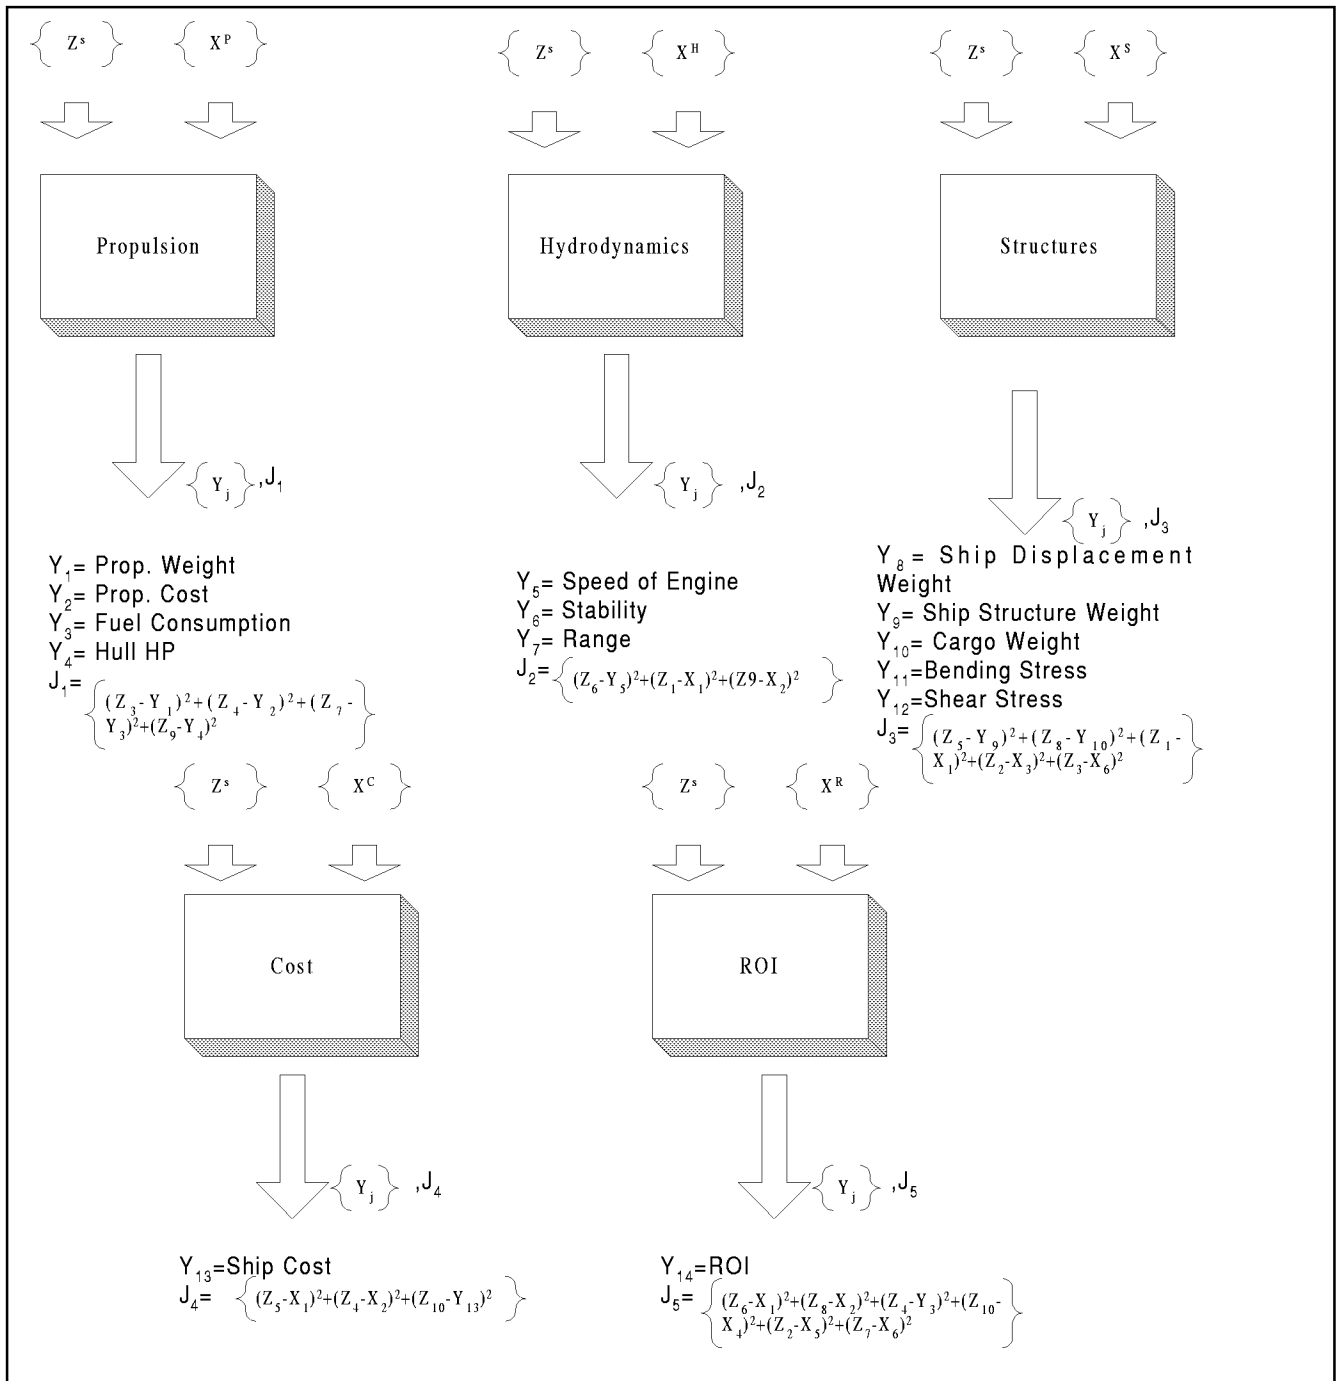 { Zˢ } { Xᴾ }
{ Zˢ } { Xᴴ }
{ Zˢ } { Xˢ }
Propulsion
Hydrodynamics
Structures
{ Y_j } ,J₁
{ Y_j } ,J₂
{ Y_j } ,J₃
Y₁= Prop. Weight
Y₂= Prop. Cost
Y₃= Fuel Consumption
Y₄= Hull HP
J₁= { (Z₃-Y₁)²+(Z₄-Y₂)²+(Z₇-
Y₃)²+(Z₉-Y₄)² }
Y₅= Speed of Engine
Y₆= Stability
Y₇= Range
J₂= { (Z₆-Y₅)²+(Z₁-X₁)²+(Z9-X₂)² }
Y₈ = Ship Displacement
Weight
Y₉= Ship Structure Weight
Y₁₀= Cargo Weight
Y₁₁=Bending Stress
Y₁₂=Shear Stress
J₃= { (Z₅-Y₉)²+(Z₈-Y₁₀)²+(Z₁-
X₁)²+(Z₂-X₃)²+(Z₃-X₆)² }
{ Zˢ } { Xᶜ }
{ Zˢ } { Xᴿ }
Cost
ROI
{ Y_j } ,J₄
{ Y_j } ,J₅
Y₁₃=Ship Cost
J₄= { (Z₅-X₁)²+(Z₄-X₂)²+(Z₁₀-Y₁₃)² }
Y₁₄=ROI
J₅= { (Z₆-X₁)²+(Z₈-X₂)²+(Z₄-Y₃)²+(Z₁₀-
X₄)²+(Z₂-X₅)²+(Z₇-X₆)² }